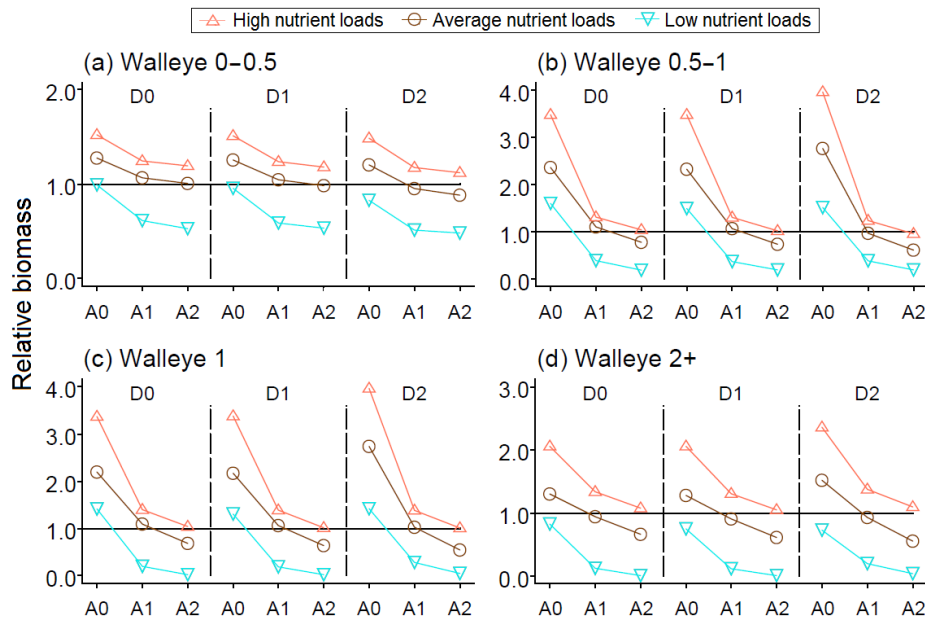 High nutrient loads Average nutrient loads Low nutrient loads
Relative biomass
(a) Walleye 0–0.5
D0 D1 D2
2.0
1.0
0.0
A0 A1 A2 A0 A1 A2 A0 A1 A2
(b) Walleye 0.5–1
D0 D1 D2
4.0
3.0
2.0
1.0
0.0
A0 A1 A2 A0 A1 A2 A0 A1 A2
(c) Walleye 1
D0 D1 D2
4.0
3.0
2.0
1.0
0.0
A0 A1 A2 A0 A1 A2 A0 A1 A2
(d) Walleye 2+
D0 D1 D2
3.0
2.0
1.0
0.0
A0 A1 A2 A0 A1 A2 A0 A1 A2